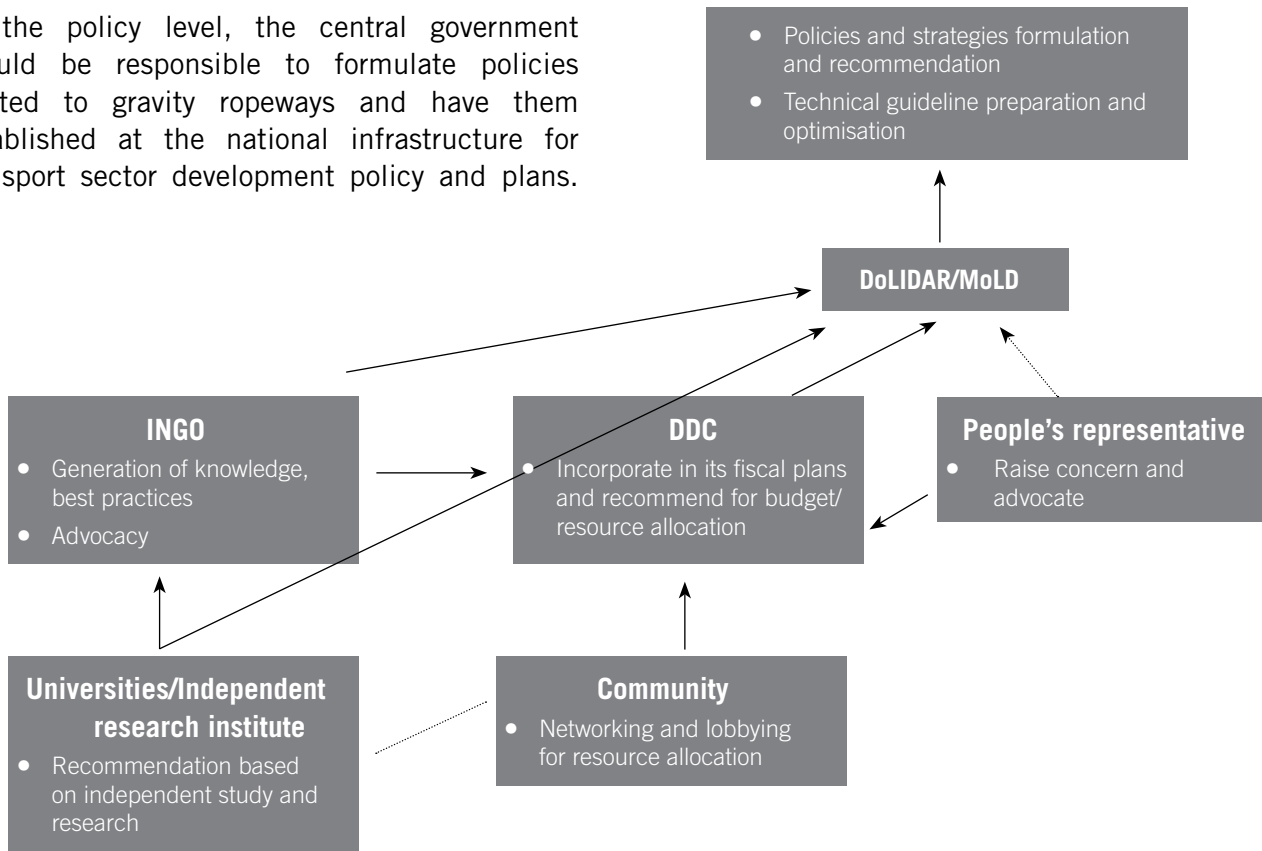 the policy level, the central government
be responsible to formulate policies
to gravity ropeways and have them
at the national infrastructure for
sector development policy and plans.
• Policies and strategies formulation
and recommendation
• Technical guideline preparation and
optimisation
DoLIDAR/MoLD
INGO
• Generation of knowledge,
best practices
• Advocacy
DDC
• Incorporate in its fiscal plans
and recommend for budget/
resource allocation
People's representative
• Raise concern and
advocate
Universities/Independent
research institute
• Recommendation based
on independent study and
research
Community
• Networking and lobbying
for resource allocation